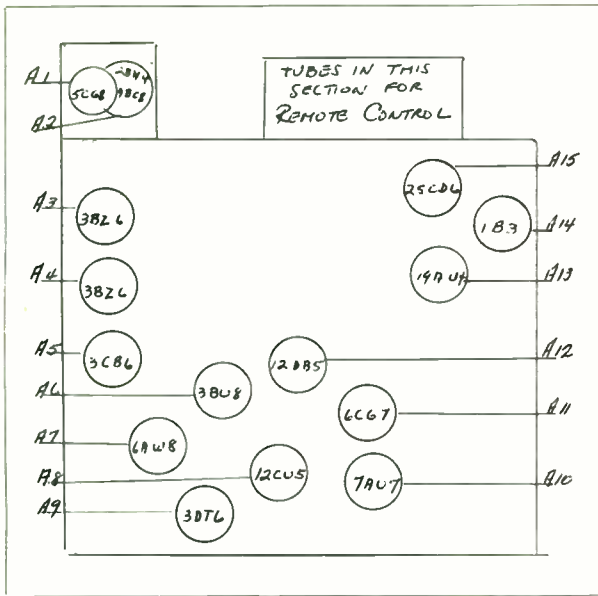 TUBES IN THIS
SECTION FOR
REMOTE CONTROL
A1
5CG8
A2
A15
25CD6
A3
3BZ6
1B3
A14
A4
3BZ6
19AU4
A13
A5
3CB6
12DB5
A12
A6
3BU8
6CG7
A11
A7
6AW8
A8
12CU5
7AU7
A10
A9
3DT6